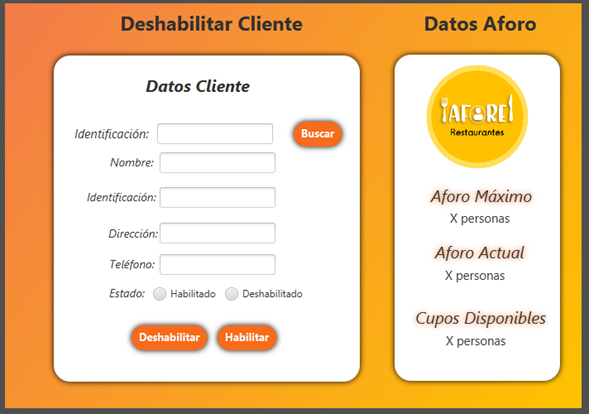 Deshabilitar Cliente
Datos Cliente
Identificación:
Buscar
Nombre:
Identificación:
Dirección:
Teléfono:
Estado: Habilitado Deshabilitado
Deshabilitar Habilitar
Datos Aforo
AFORE
Restaurantes
Aforo Máximo
X personas
Aforo Actual
X personas
Cupos Disponibles
X personas